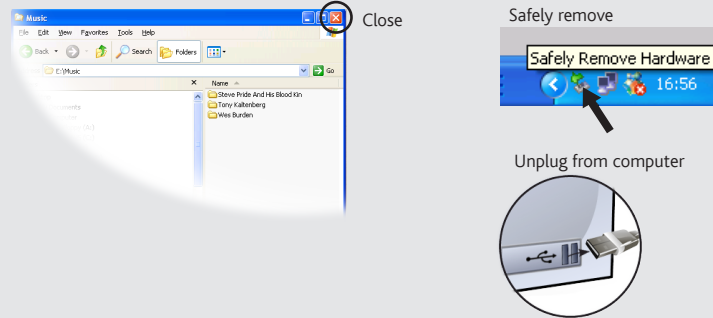 Music
File Edit View Favorites Tools Help
Back Search Folders
E:\Music Go
Name
Steve Pride And His Blood Kin
Tony Kaltenberg
Wes Burden
Close
Safely remove
Safely Remove Hardware
16:56
Unplug from computer